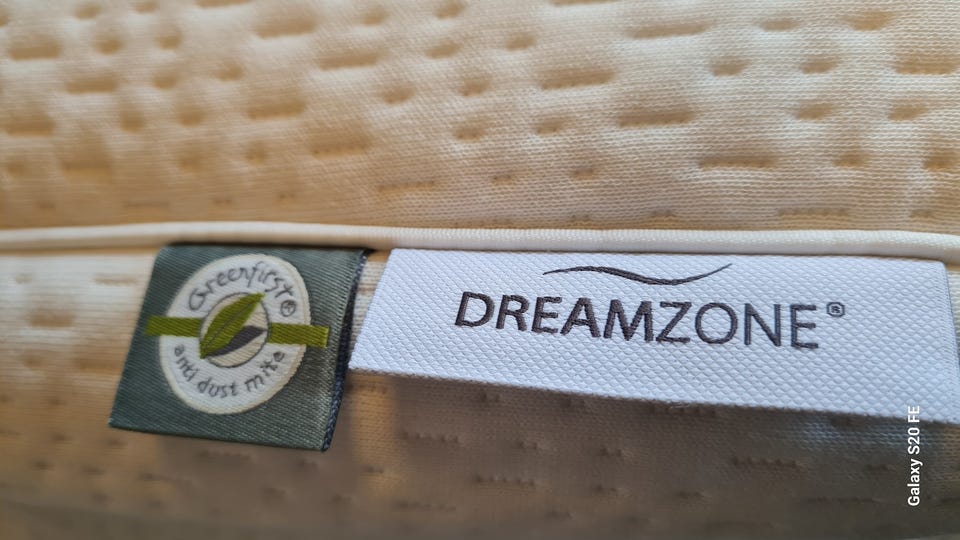 Greenfirst®
anti dust mite
DREAMZONE®
Galaxy S20 FE